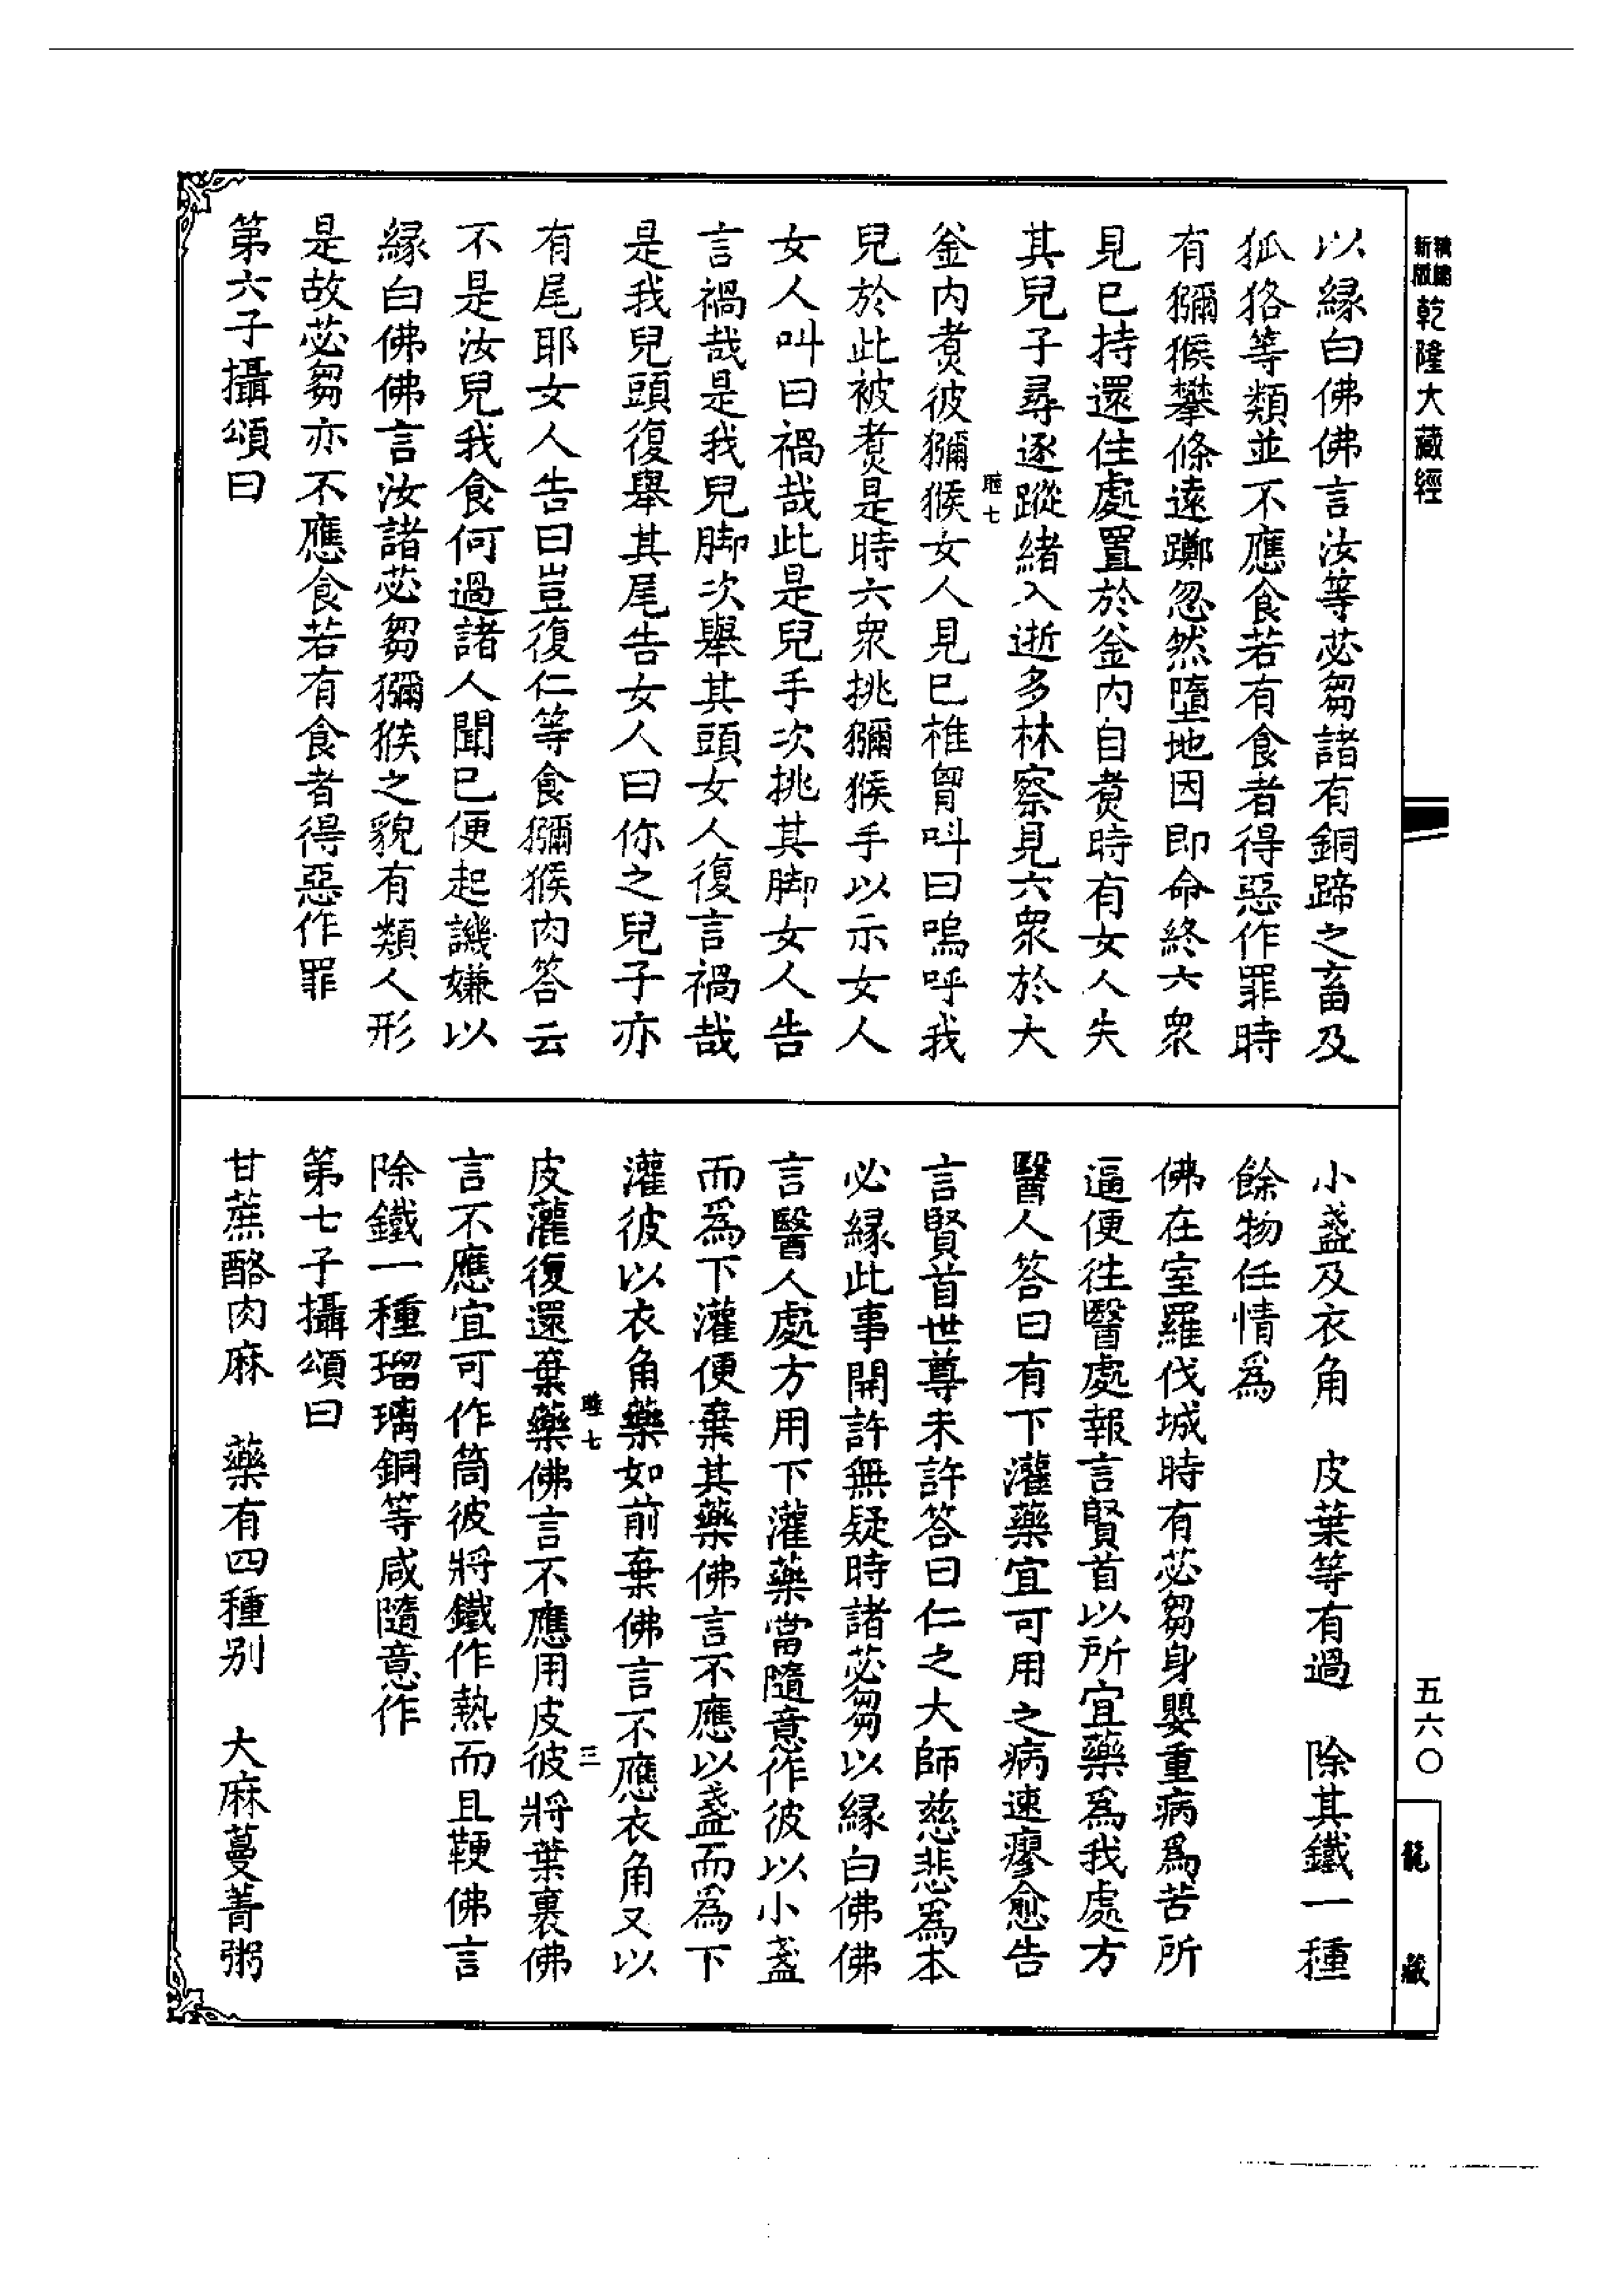 新版精縮乾隆大藏經
以縁白佛佛言汝等苾芻諸有銅蹄之畜及
狐狢等類並不應食若有食者得惡作罪時
有獼猴攀條遠擲忽然墮地因即命終六衆
見已持還住處置於釜內自煑時有女人失
其兒子尋逐蹤緒入逝多林察見六衆於大
睦七
釜內煑彼獼猴女人見已椎胷叫曰嗚呼我
兒於此被煑是時六衆挑獼猴手以示女人
女人叫曰禍哉此是兒手次挑其脚女人告
言禍哉是我兒脚次舉其頭女人復言禍哉
是我兒頭復舉其尾告女人曰你之兒子亦
有尾耶女人告曰豈復仁等食獼猴肉答云
不是汝兒我食何過諸人聞已便起譏嫌以
縁白佛佛言汝諸苾芻獼猴之貌有類人形
是故苾芻亦不應食若有食者得惡作罪
第六子攝頌曰
小盞及衣角　皮葉等有過　除其鐵一種
餘物任情爲
佛在室羅伐城時有苾芻身嬰重病爲苦所
逼便往醫處報言賢首以所宜藥爲我處方
醫人答曰有下灌藥宜可用之病速瘳愈告
言賢首世尊未許答曰仁之大師慈悲爲本
必縁此事開許無疑時諸苾芻以縁白佛佛
言醫人處方用下灌藥當隨意作彼以小盞
而爲下灌便棄其藥佛言不應以盞而爲下
灌彼以衣角藥如前棄佛言不應衣角又以
睦七　三
皮灌復還棄藥佛言不應用皮彼將葉裹佛
言不應宜可作筒彼將鐵作熱而且鞕佛言
除鐵一種瑠璃銅等咸隨意作
第七子攝頌曰
甘蔗酪肉麻　藥有四種别　大麻蔓菁粥
五六〇
龍藏